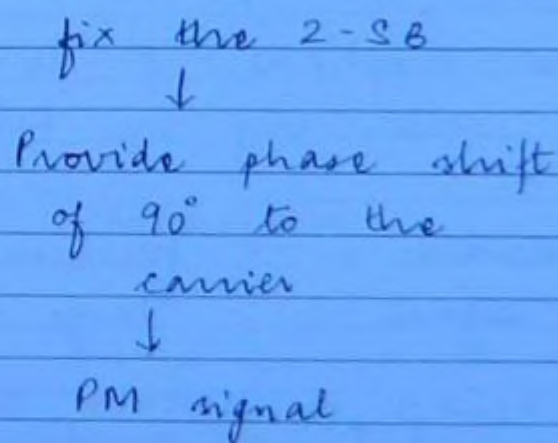 fix the 2-SB
↓
Provide phase shift
of 90° to the
carrier
↓
PM signal